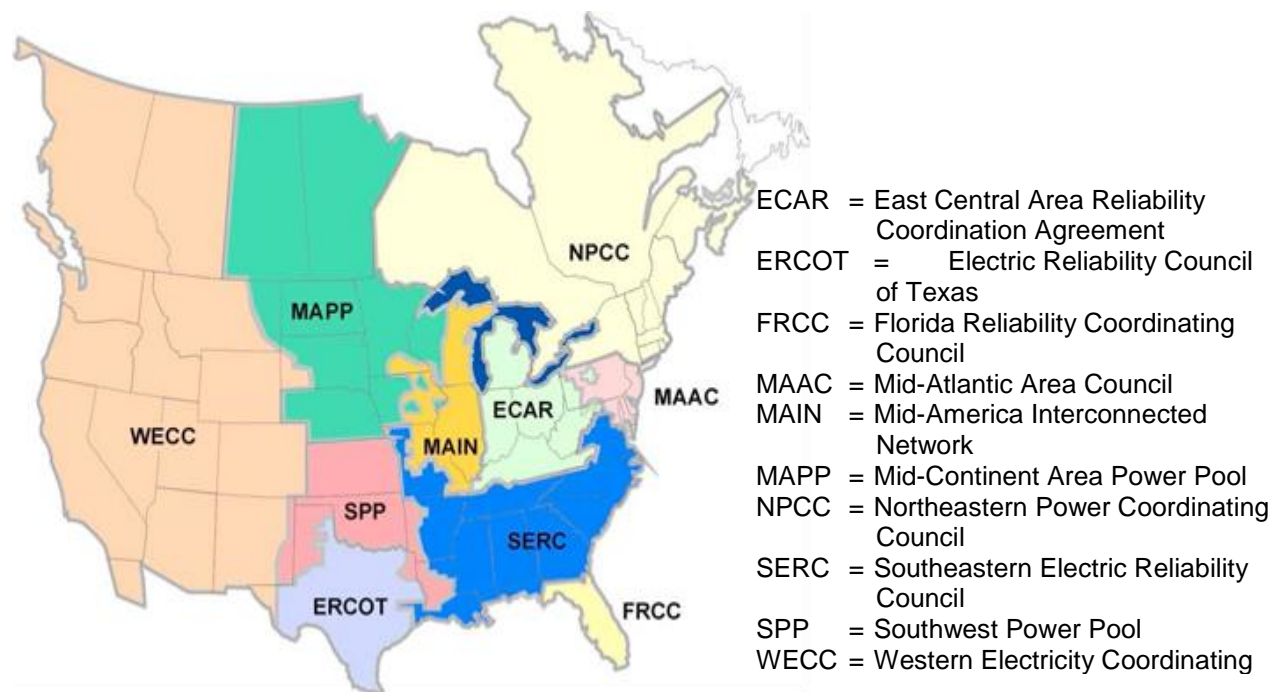 NPCC
MAPP
MAAC
ECAR
WECC
MAIN
SPP
SERC
ERCOT
FRCC
ECAR = East Central Area Reliability
Coordination Agreement
ERCOT = Electric Reliability Council
of Texas
FRCC = Florida Reliability Coordinating
Council
MAAC = Mid-Atlantic Area Council
MAIN = Mid-America Interconnected
Network
MAPP = Mid-Continent Area Power Pool
NPCC = Northeastern Power Coordinating
Council
SERC = Southeastern Electric Reliability
Council
SPP = Southwest Power Pool
WECC = Western Electricity Coordinating